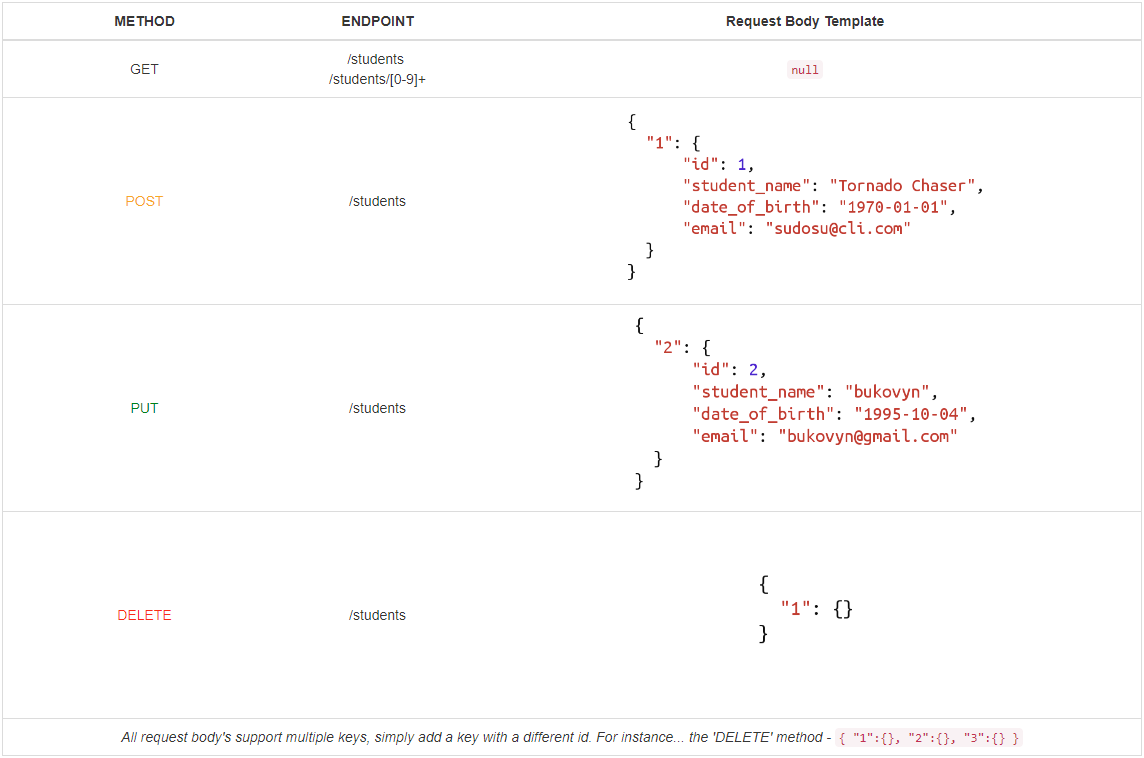 METHOD ENDPOINT Request Body Template
GET /students null
/students/[0-9]+
POST /students
{
"1": {
"id": 1,
"student_name": "Tornado Chaser",
"date_of_birth": "1970-01-01",
"email": "sudosu@cli.com"
}
}
PUT /students
{
"2": {
"id": 2,
"student_name": "bukovyn",
"date_of_birth": "1995-10-04",
"email": "bukovyn@gmail.com"
}
}
DELETE /students
{
"1": {}
}
All request body's support multiple keys, simply add a key with a different id. For instance... the 'DELETE' method - { "1":{}, "2":{}, "3":{} }